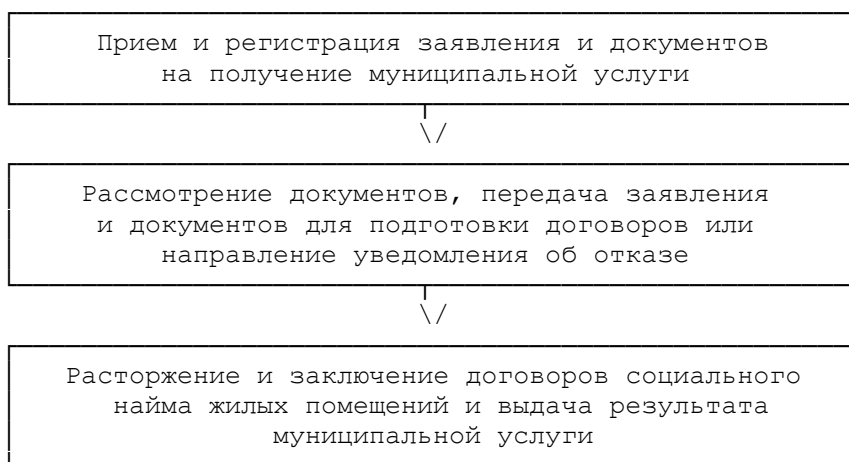 Прием и регистрация заявления и документов
на получение муниципальной услуги
Рассмотрение документов, передача заявления
и документов для подготовки договоров или
направление уведомления об отказе
Расторжение и заключение договоров социального
найма жилых помещений и выдача результата
муниципальной услуги